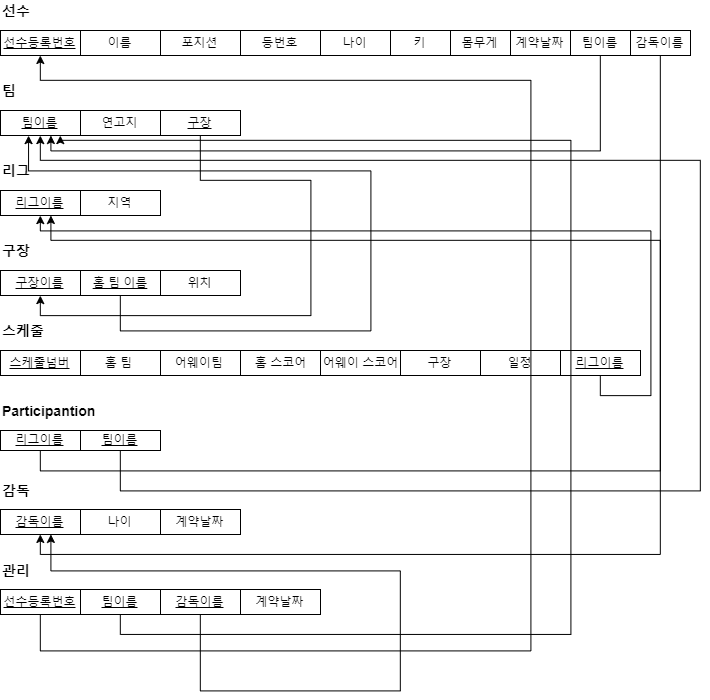 선수
선수등록번호 이름 포지션 등번호 나이 키 몸무게 계약날짜 팀이름 감독이름
팀
팀이름 연고지 구장
리그
리그이름 지역
구장
구장이름 홈 팀 이름 위치
스케줄
스케줄넘버 홈 팀 어웨이팀 홈 스코어 어웨이 스코어 구장 일정 리그이름
Participantion
리그이름 팀이름
감독
감독이름 나이 계약날짜
관리
선수등록번호 팀이름 감독이름 계약날짜